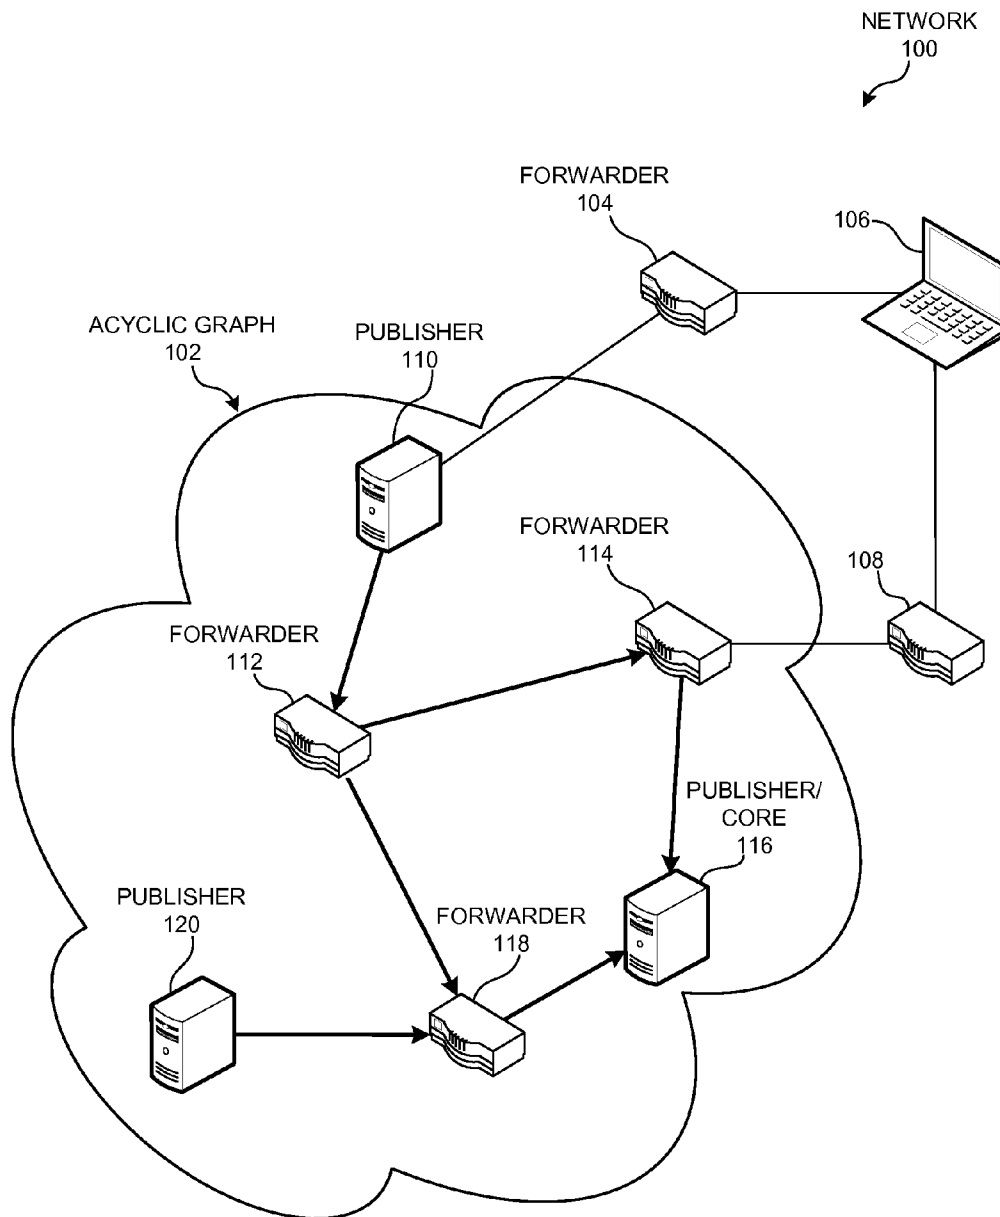 NETWORK
100
FORWARDER
104
106
ACYCLIC GRAPH
102
PUBLISHER
110
FORWARDER
114
108
FORWARDER
112
PUBLISHER/
CORE
116
PUBLISHER
120
FORWARDER
118